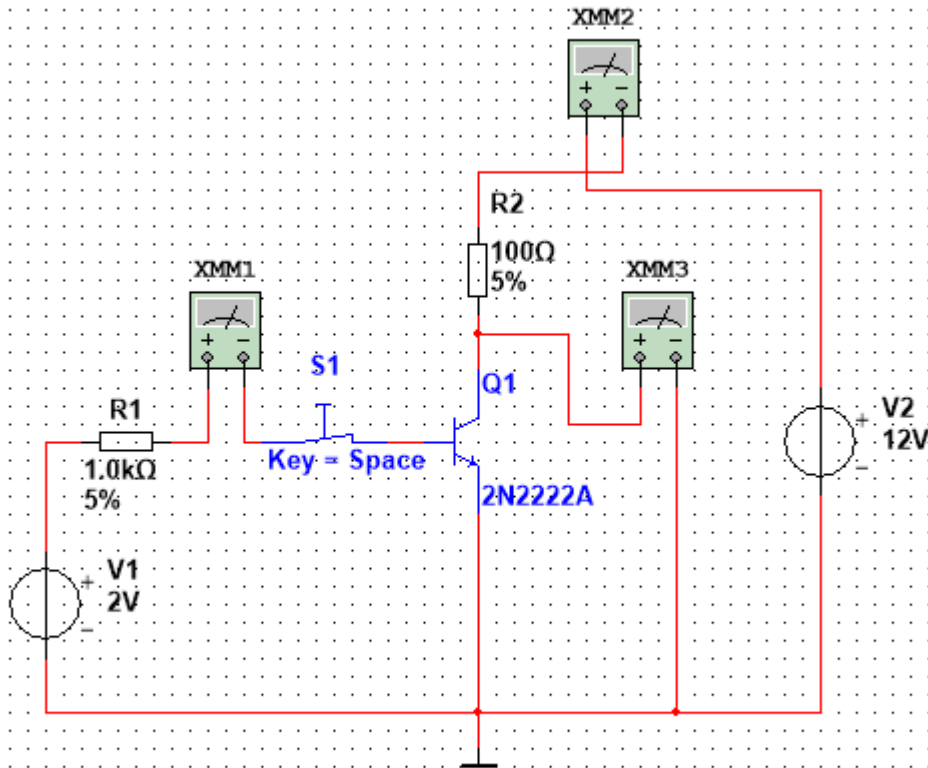 XMM2
+ −
R2
100Ω
5%
XMM1
+ −
XMM3
+ −
S1
Q1
R1
1.0kΩ
5%
Key = Space
2N2222A
V2
12V
+
−
V1
2V
+
−